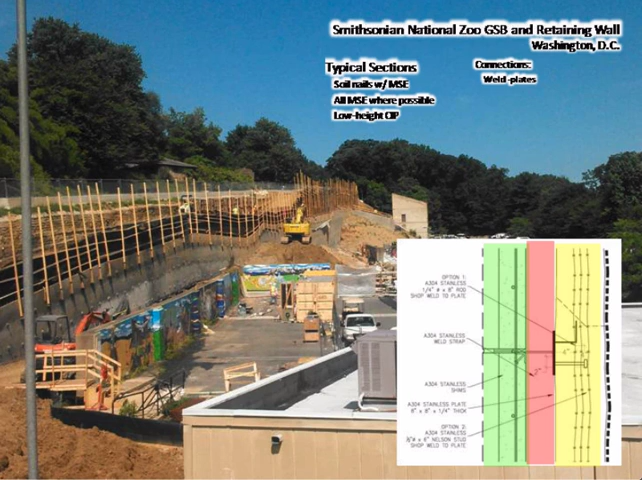 Smithsonian National Zoo GSB and Retaining Wall
Washington, D.C.
Typical Sections
Soil nails w/ MSE
All MSE where possible
Low-height CIP
Connections:
Weld -plates
OPTION 1:
A304 STAINLESS
1/4" ø x 8" ROD
SHOP WELD TO PLATE
A304 STAINLESS
WELD STRAP
A304 STAINLESS
SHIMS
A304 STAINLESS PLATE
8" x 8" x 1/4" THICK
OPTION 2:
A304 STAINLESS
x 6" NELSON STUD
SHOP WELD TO PLATE